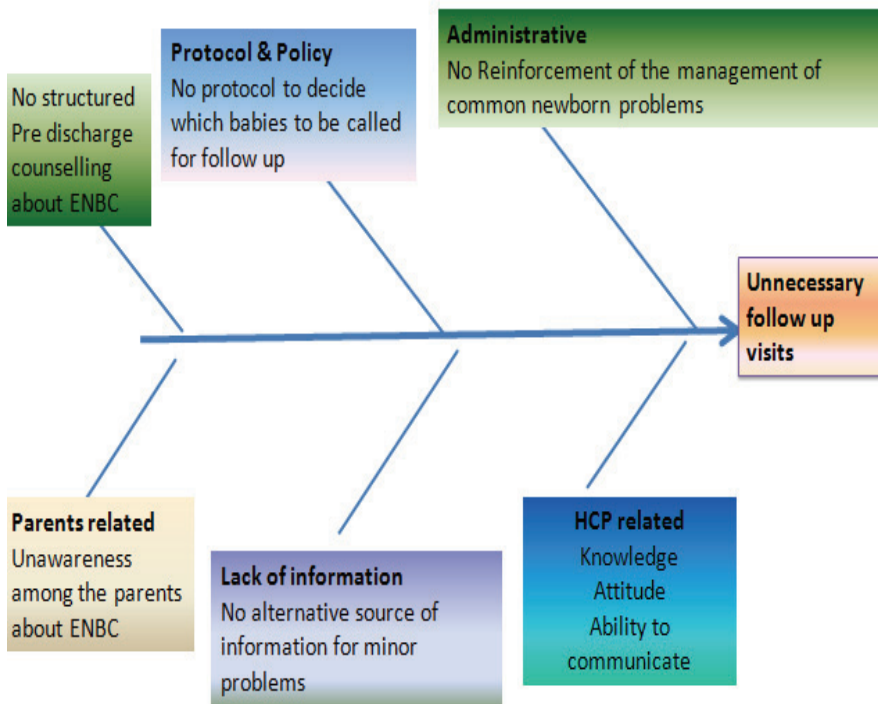 No structured
Pre discharge
counselling
about ENBC
Protocol & Policy
No protocol to decide
which babies to be called
for follow up
Administrative
No Reinforcement of the management of
common newborn problems
Unnecessary
follow up
visits
Parents related
Unawareness
among the parents
about ENBC
Lack of information
No alternative source of
information for minor
problems
HCP related
Knowledge
Attitude
Ability to
communicate